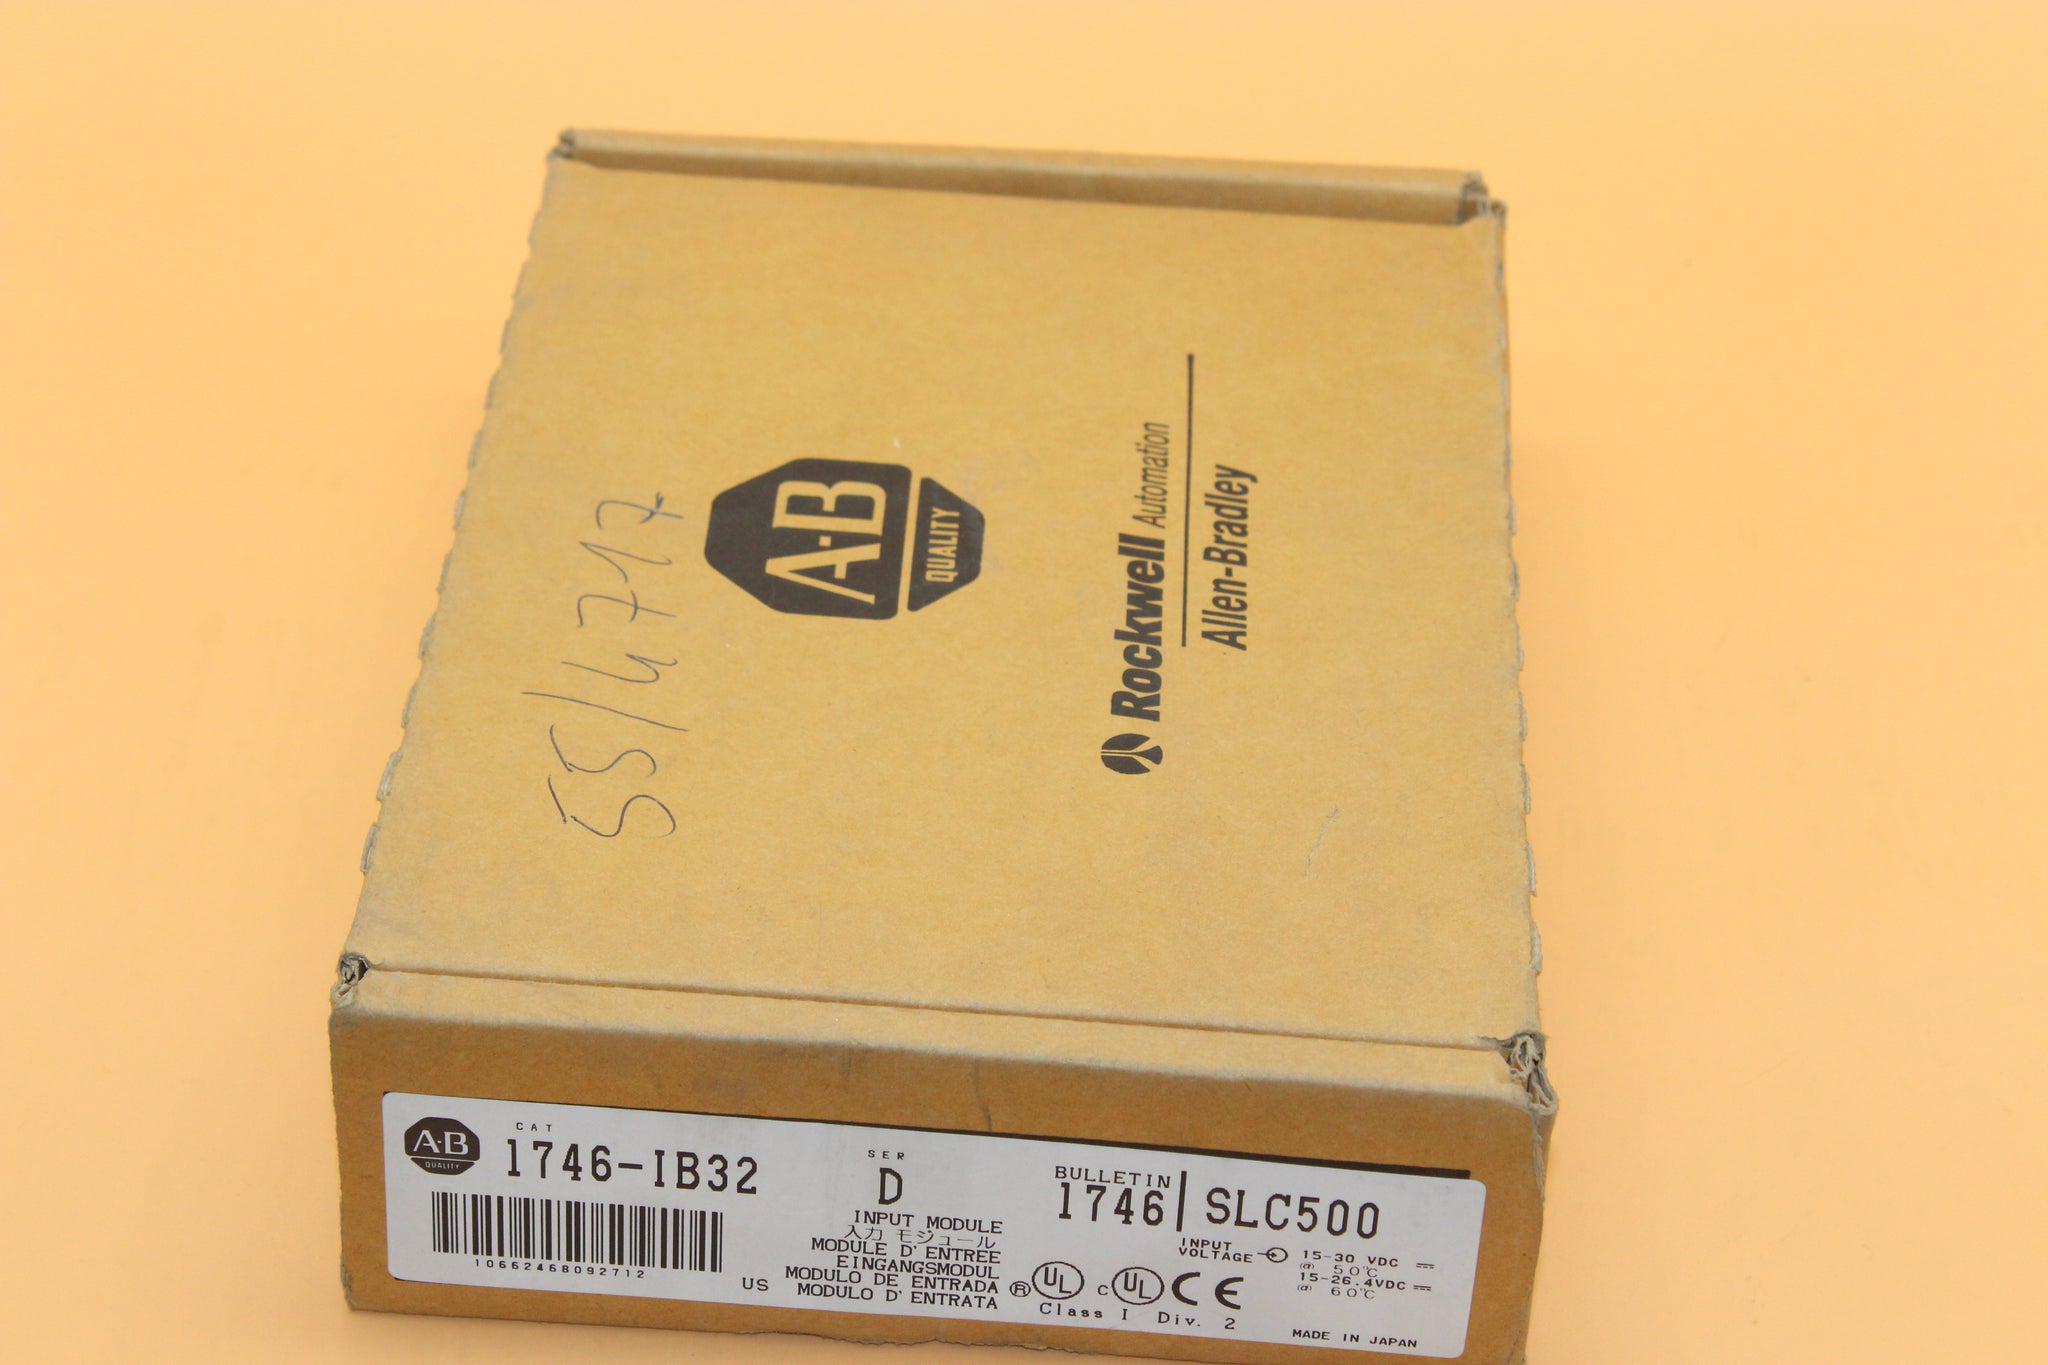 55/4717
A-B
QUALITY
Rockwell Automation
Allen-Bradley
A-B
QUALITY
CAT
1746-IB32
10662468092712
SER
D
INPUT MODULE
入力 モジュール
MODULE D'ENTREE
EINGANGSMODUL
MODULO DE ENTRADA
MODULO D'ENTRATA
US
BULLETIN
1746 | SLC500
INPUT VOLTAGE
15-30 VDC
@ 50℃
15-26.4VDC
@ 60℃
® UL c UL CE
Class I Div. 2
MADE IN JAPAN